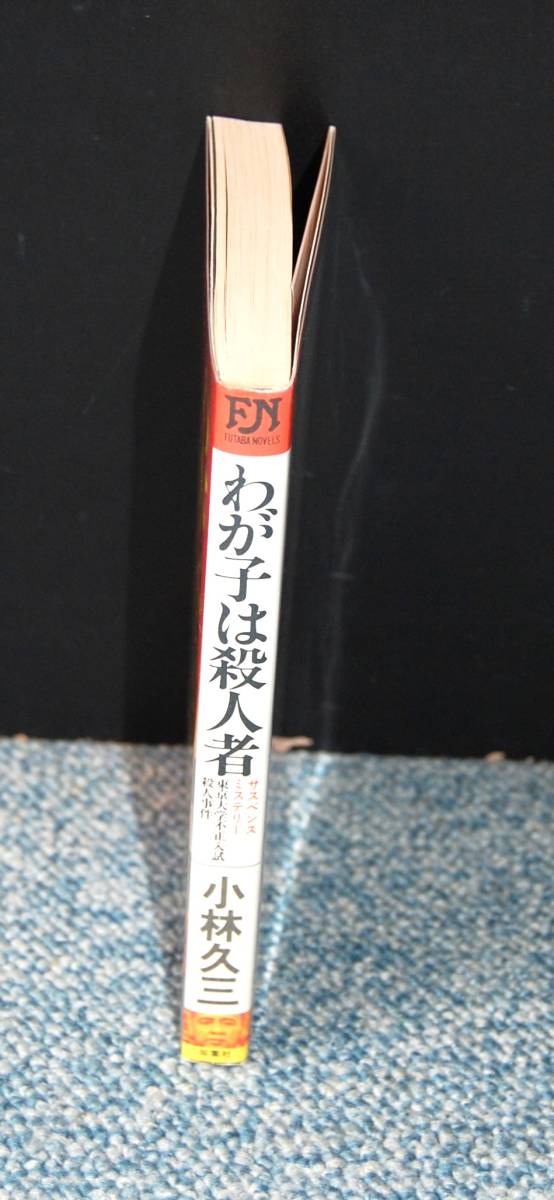 FN
FUTABA NOVELS
わが子は殺人者
サスペンス
ミステリー
東京大学不正入試
殺人事件
小林久三
双葉社